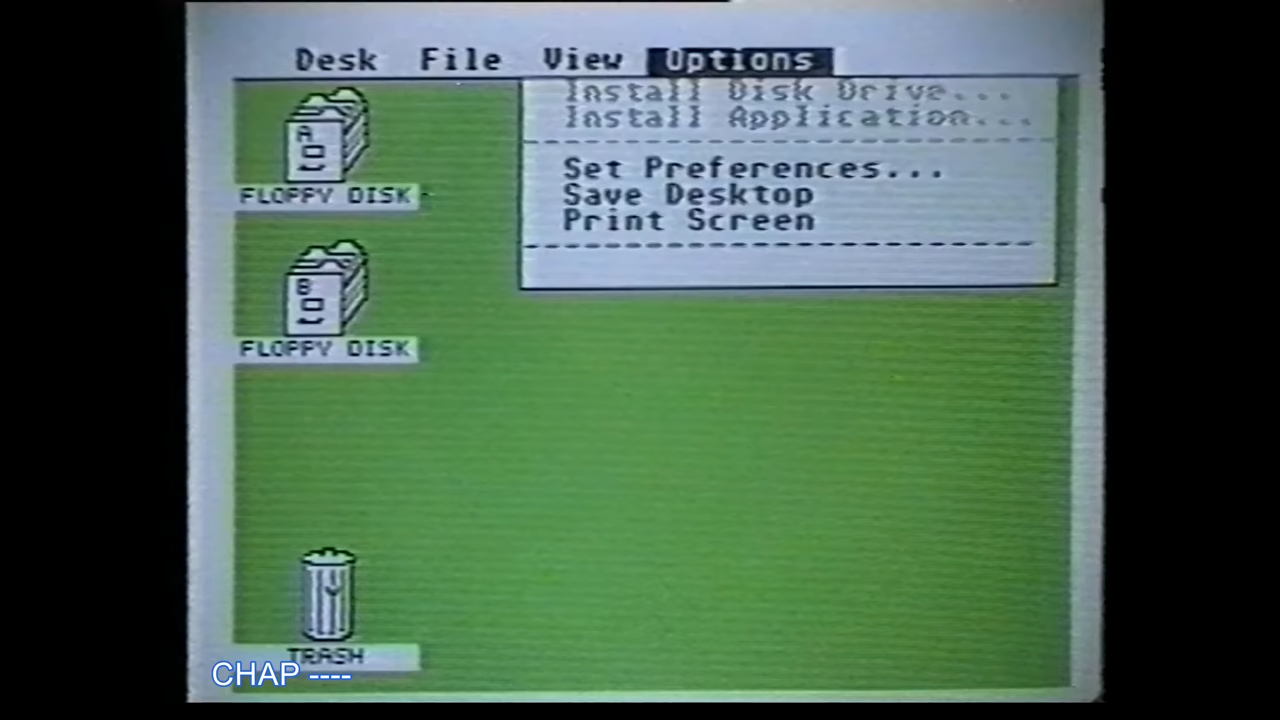 Desk File View Options
Install Disk Drive...
Install Application...
Set Preferences...
Save Desktop
Print Screen
A
FLOPPY DISK
B
FLOPPY DISK
TRASH
CHAP ----